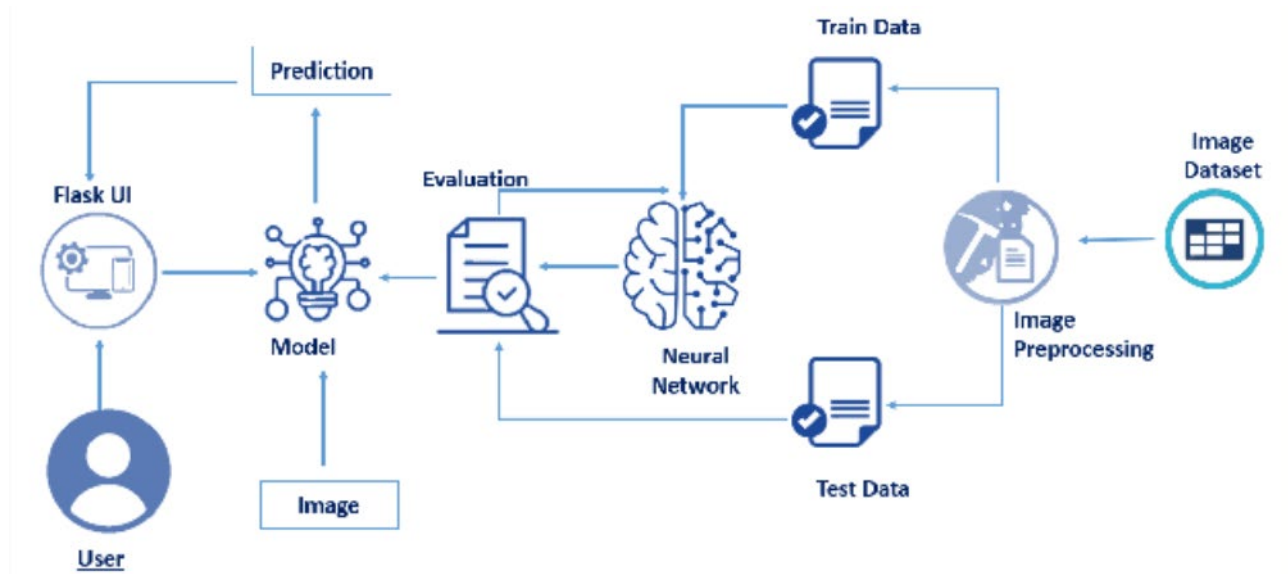 Train Data
Prediction
Image
Dataset
Evaluation
Flask UI
Image
Preprocessing
Model
Neural
Network
Image
Test Data
User